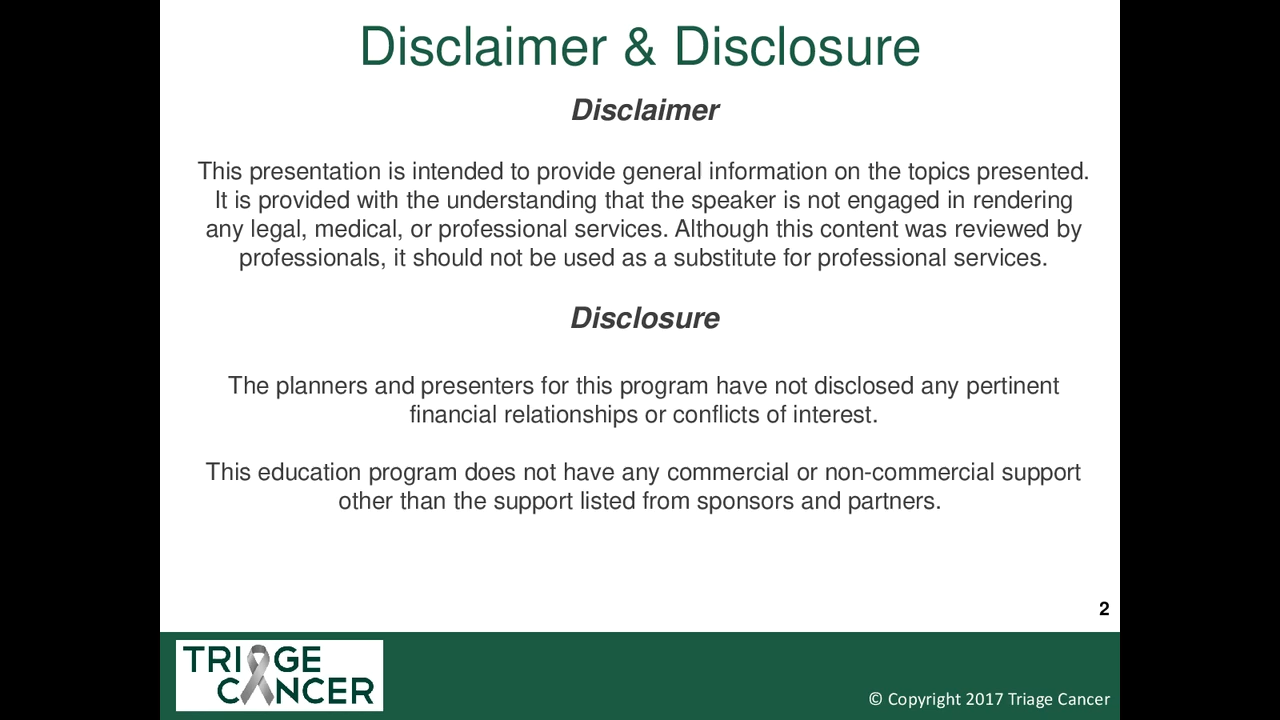 Disclaimer & Disclosure
Disclaimer
This presentation is intended to provide general information on the topics presented.
It is provided with the understanding that the speaker is not engaged in rendering
any legal, medical, or professional services. Although this content was reviewed by
professionals, it should not be used as a substitute for professional services.
Disclosure
The planners and presenters for this program have not disclosed any pertinent
financial relationships or conflicts of interest.
This education program does not have any commercial or non-commercial support
other than the support listed from sponsors and partners.
2
TRIAGE
CANCER
© Copyright 2017 Triage Cancer